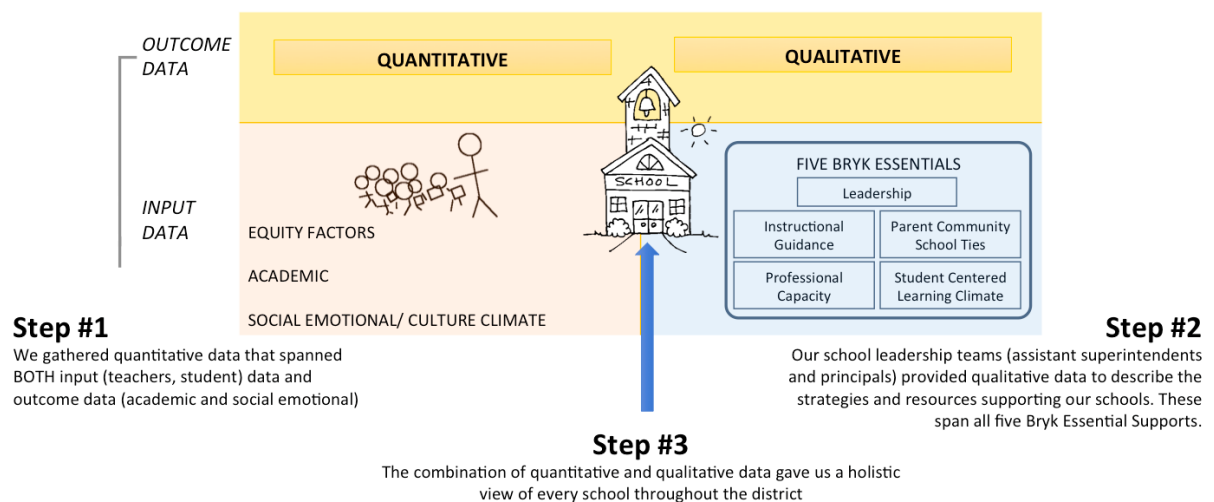 OUTCOME
DATA
QUANTITATIVE
QUALITATIVE
INPUT
DATA
SCHOOL
EQUITY FACTORS
ACADEMIC
SOCIAL EMOTIONAL/ CULTURE CLIMATE
FIVE BRYK ESSENTIALS
Leadership
Instructional
Guidance
Parent Community
School Ties
Professional
Capacity
Student Centered
Learning Climate
Step #1
We gathered quantitative data that spanned
BOTH input (teachers, student) data and
outcome data (academic and social emotional)
Step #2
Our school leadership teams (assistant superintendents
and principals) provided qualitative data to describe the
strategies and resources supporting our schools. These
span all five Bryk Essential Supports.
Step #3
The combination of quantitative and qualitative data gave us a holistic
view of every school throughout the district